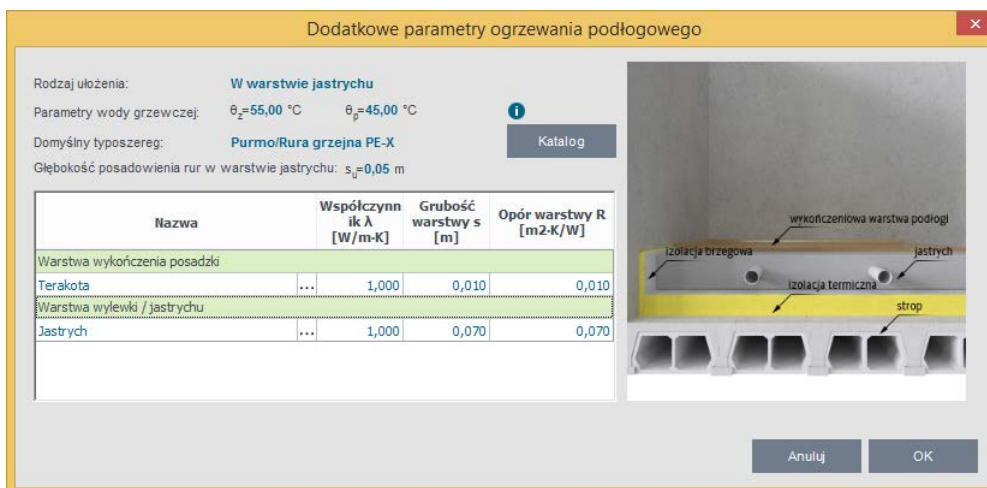 Dodatkowe parametry ogrzewania podłogowego
Rodzaj ułożenia: W warstwie jastrychu
Parametry wody grzewczej: θz=55,00 °C θp=45,00 °C
Domyślny typoszereg: Purmo/Rura grzejna PE-X
Katalog
Głębokość posadowienia rur w warstwie jastrychu: su=0,05 m
Nazwa Współczynn ik λ [W/m·K] Grubość warstwy s [m] Opór warstwy R [m2·K/W]
Warstwa wykończenia posadzki
Terakota ... 1,000 0,010 0,010
Warstwa wylewki / jastrychu
Jastrych ... 1,000 0,070 0,070
wykończeniowa warstwa podłogi
izolacja brzegowa
jastrych
izolacja termiczna
strop
Anuluj OK